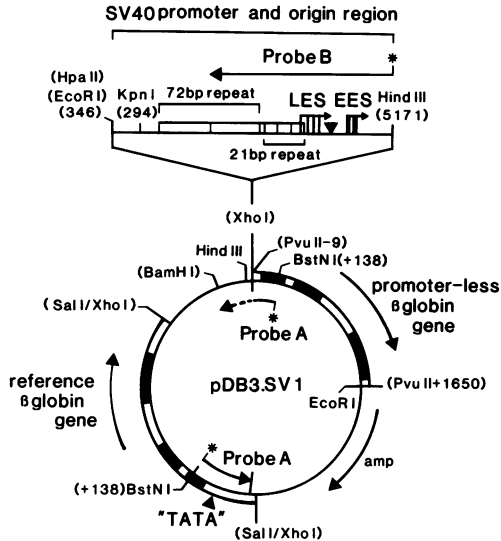 SV40 promoter and origin region
Probe B
*
(Hpa II)
(EcoR I)
(346)
Kpn I
(294)
72bp repeat
LES
EES
Hind III
(5171)
21bp repeat
(Xho I)
Hind III
(Pvu II-9)
BstN I(+138)
(BamH I)
promoter-less
ßglobin
gene
(Sal I/Xho I)
*
Probe A
reference
ßglobin
gene
pDB3.SV1
(Pvu II+1650)
EcoR I
*
Probe A
amp
(+138)BstN I
"TATA"
(Sal I/Xho I)